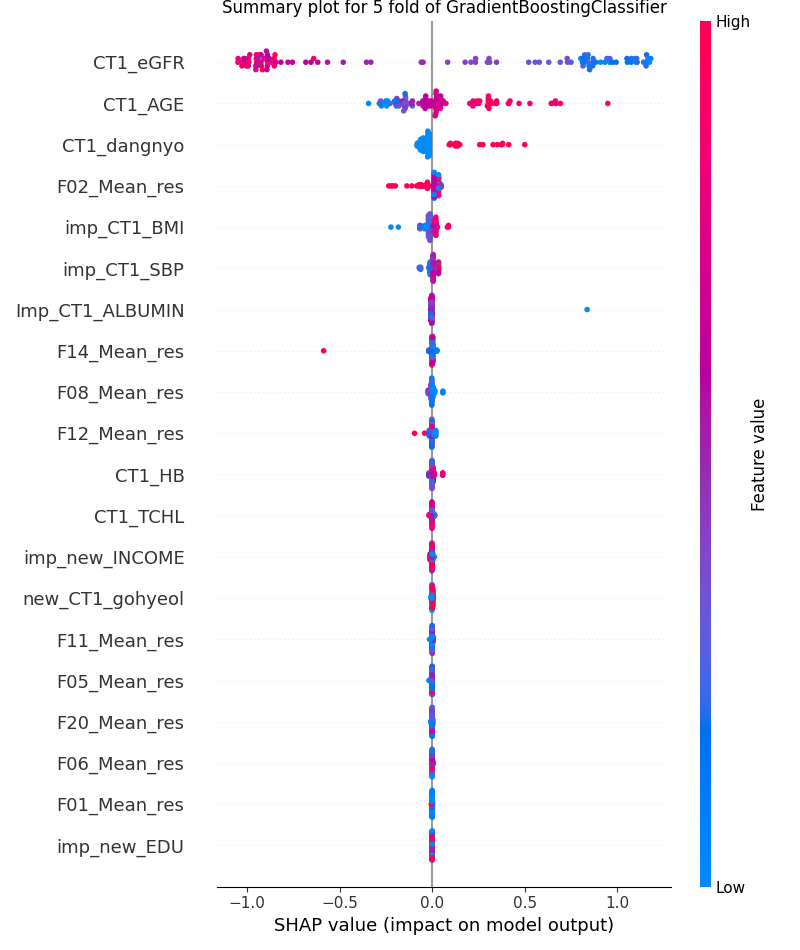 Summary plot for 5 fold of GradientBoostingClassifier
High
CT1_eGFR
CT1_AGE
CT1_dangnyo
F02_Mean_res
imp_CT1_BMI
imp_CT1_SBP
Imp_CT1_ALBUMIN
F14_Mean_res
F08_Mean_res
F12_Mean_res
CT1_HB
CT1_TCHL
imp_new_INCOME
new_CT1_gohyeol
F11_Mean_res
F05_Mean_res
F20_Mean_res
F06_Mean_res
F01_Mean_res
imp_new_EDU
Feature value
Low
−1.0 −0.5 0.0 0.5 1.0
SHAP value (impact on model output)